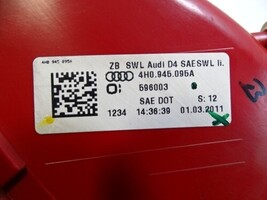 4H0 945 095A
ZB SWL Audi D4 SAESWL li.
4H0.945.095A
596003
SAE DOT S: 12
1234 14:36:39 01.03.2011